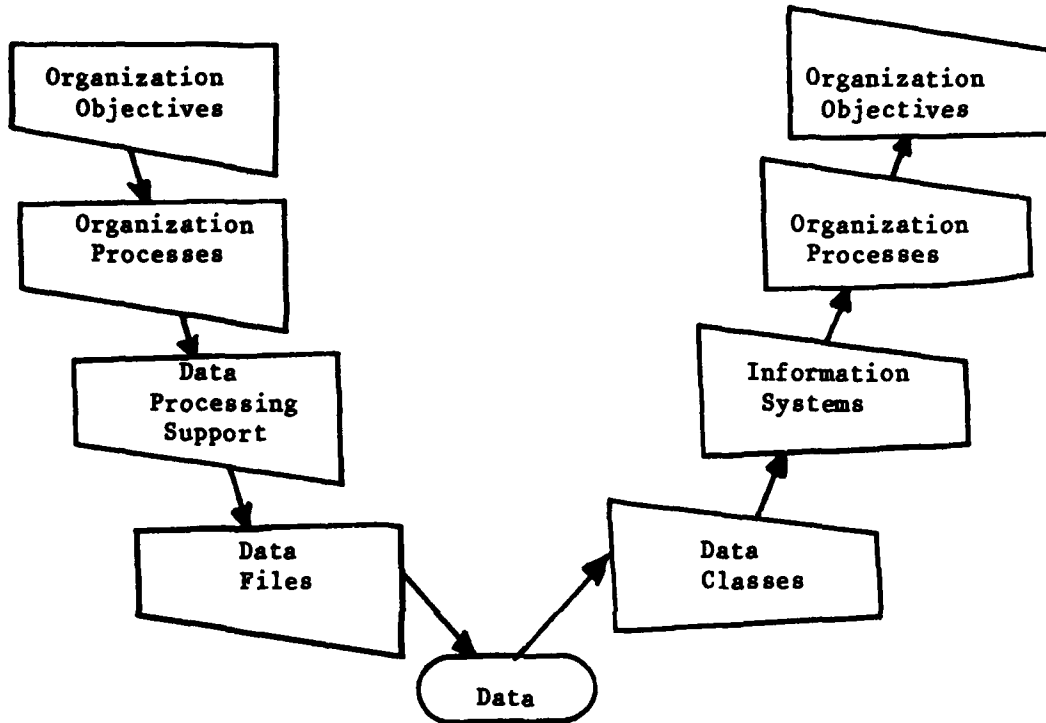 Organization
Objectives
Organization
Processes
Data
Processing
Support
Data
Files
Data
Data
Classes
Information
Systems
Organization
Processes
Organization
Objectives